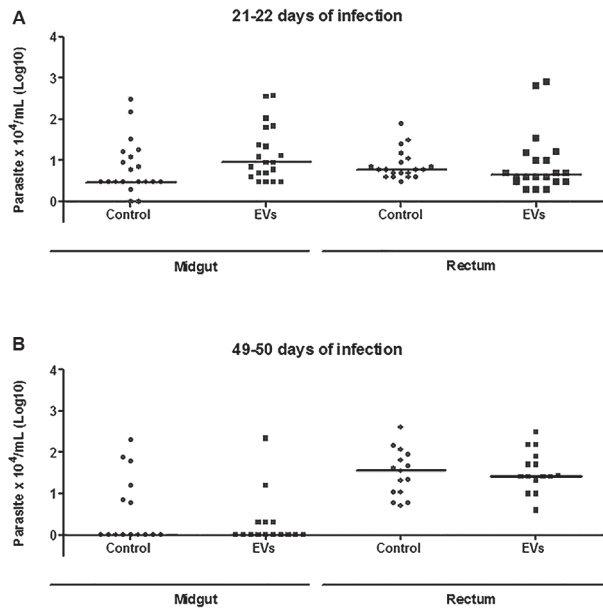 A
21-22 days of infection
Parasite x 10⁴/mL (Log10)
4
3
2
1
0
Control
EVs
Control
EVs
Midgut
Rectum
B
49-50 days of infection
Parasite x 10⁴/mL (Log10)
4
3
2
1
0
Control
EVs
Control
EVs
Midgut
Rectum